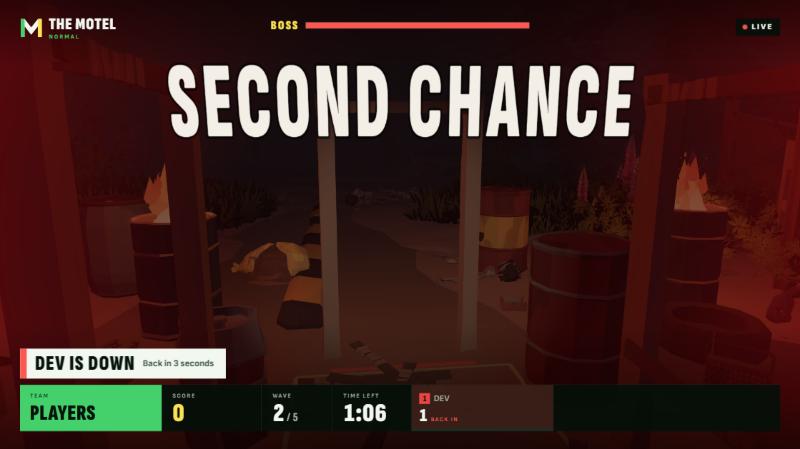 THE MOTEL
NORMAL
BOSS
LIVE
SECOND CHANCE
DEV IS DOWN Back in 3 seconds
TEAM
PLAYERS
SCORE
0
WAVE
2 / 5
TIME LEFT
1:06
1 DEV
1 BACK IN